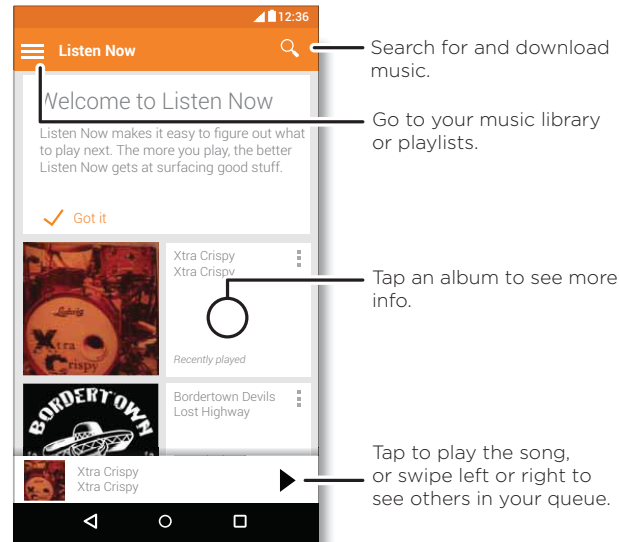 12:36
Listen Now
Search for and download
music.
Go to your music library
or playlists.
Welcome to Listen Now
Listen Now makes it easy to figure out what
to play next. The more you play, the better
Listen Now gets at surfacing good stuff.
Got it
Ludwig
Xtra
Crispy
Xtra Crispy
Xtra Crispy
Recently played
Tap an album to see more
info.
BORDERTOWN
Bordertown Devils
Lost Highway
Xtra Crispy
Xtra Crispy
Tap to play the song,
or swipe left or right to
see others in your queue.